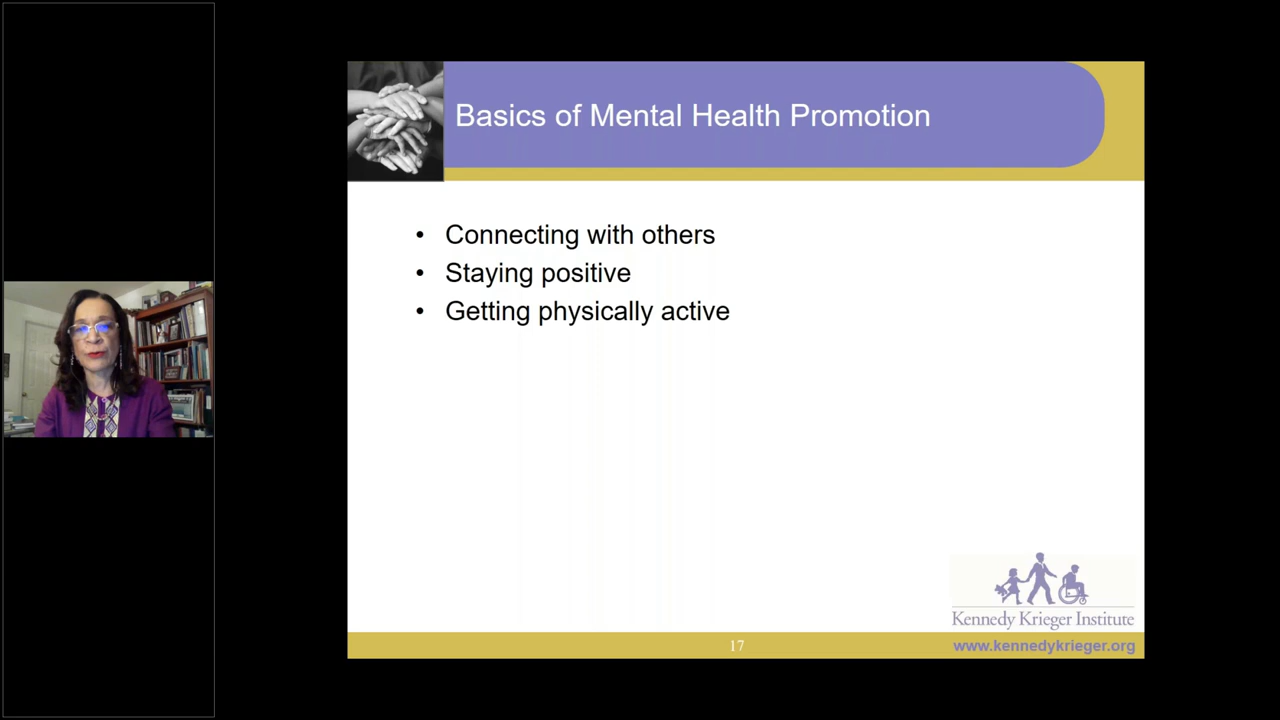 Basics of Mental Health Promotion
• Connecting with others
• Staying positive
• Getting physically active
Kennedy Krieger Institute
17
www.kennedykrieger.org